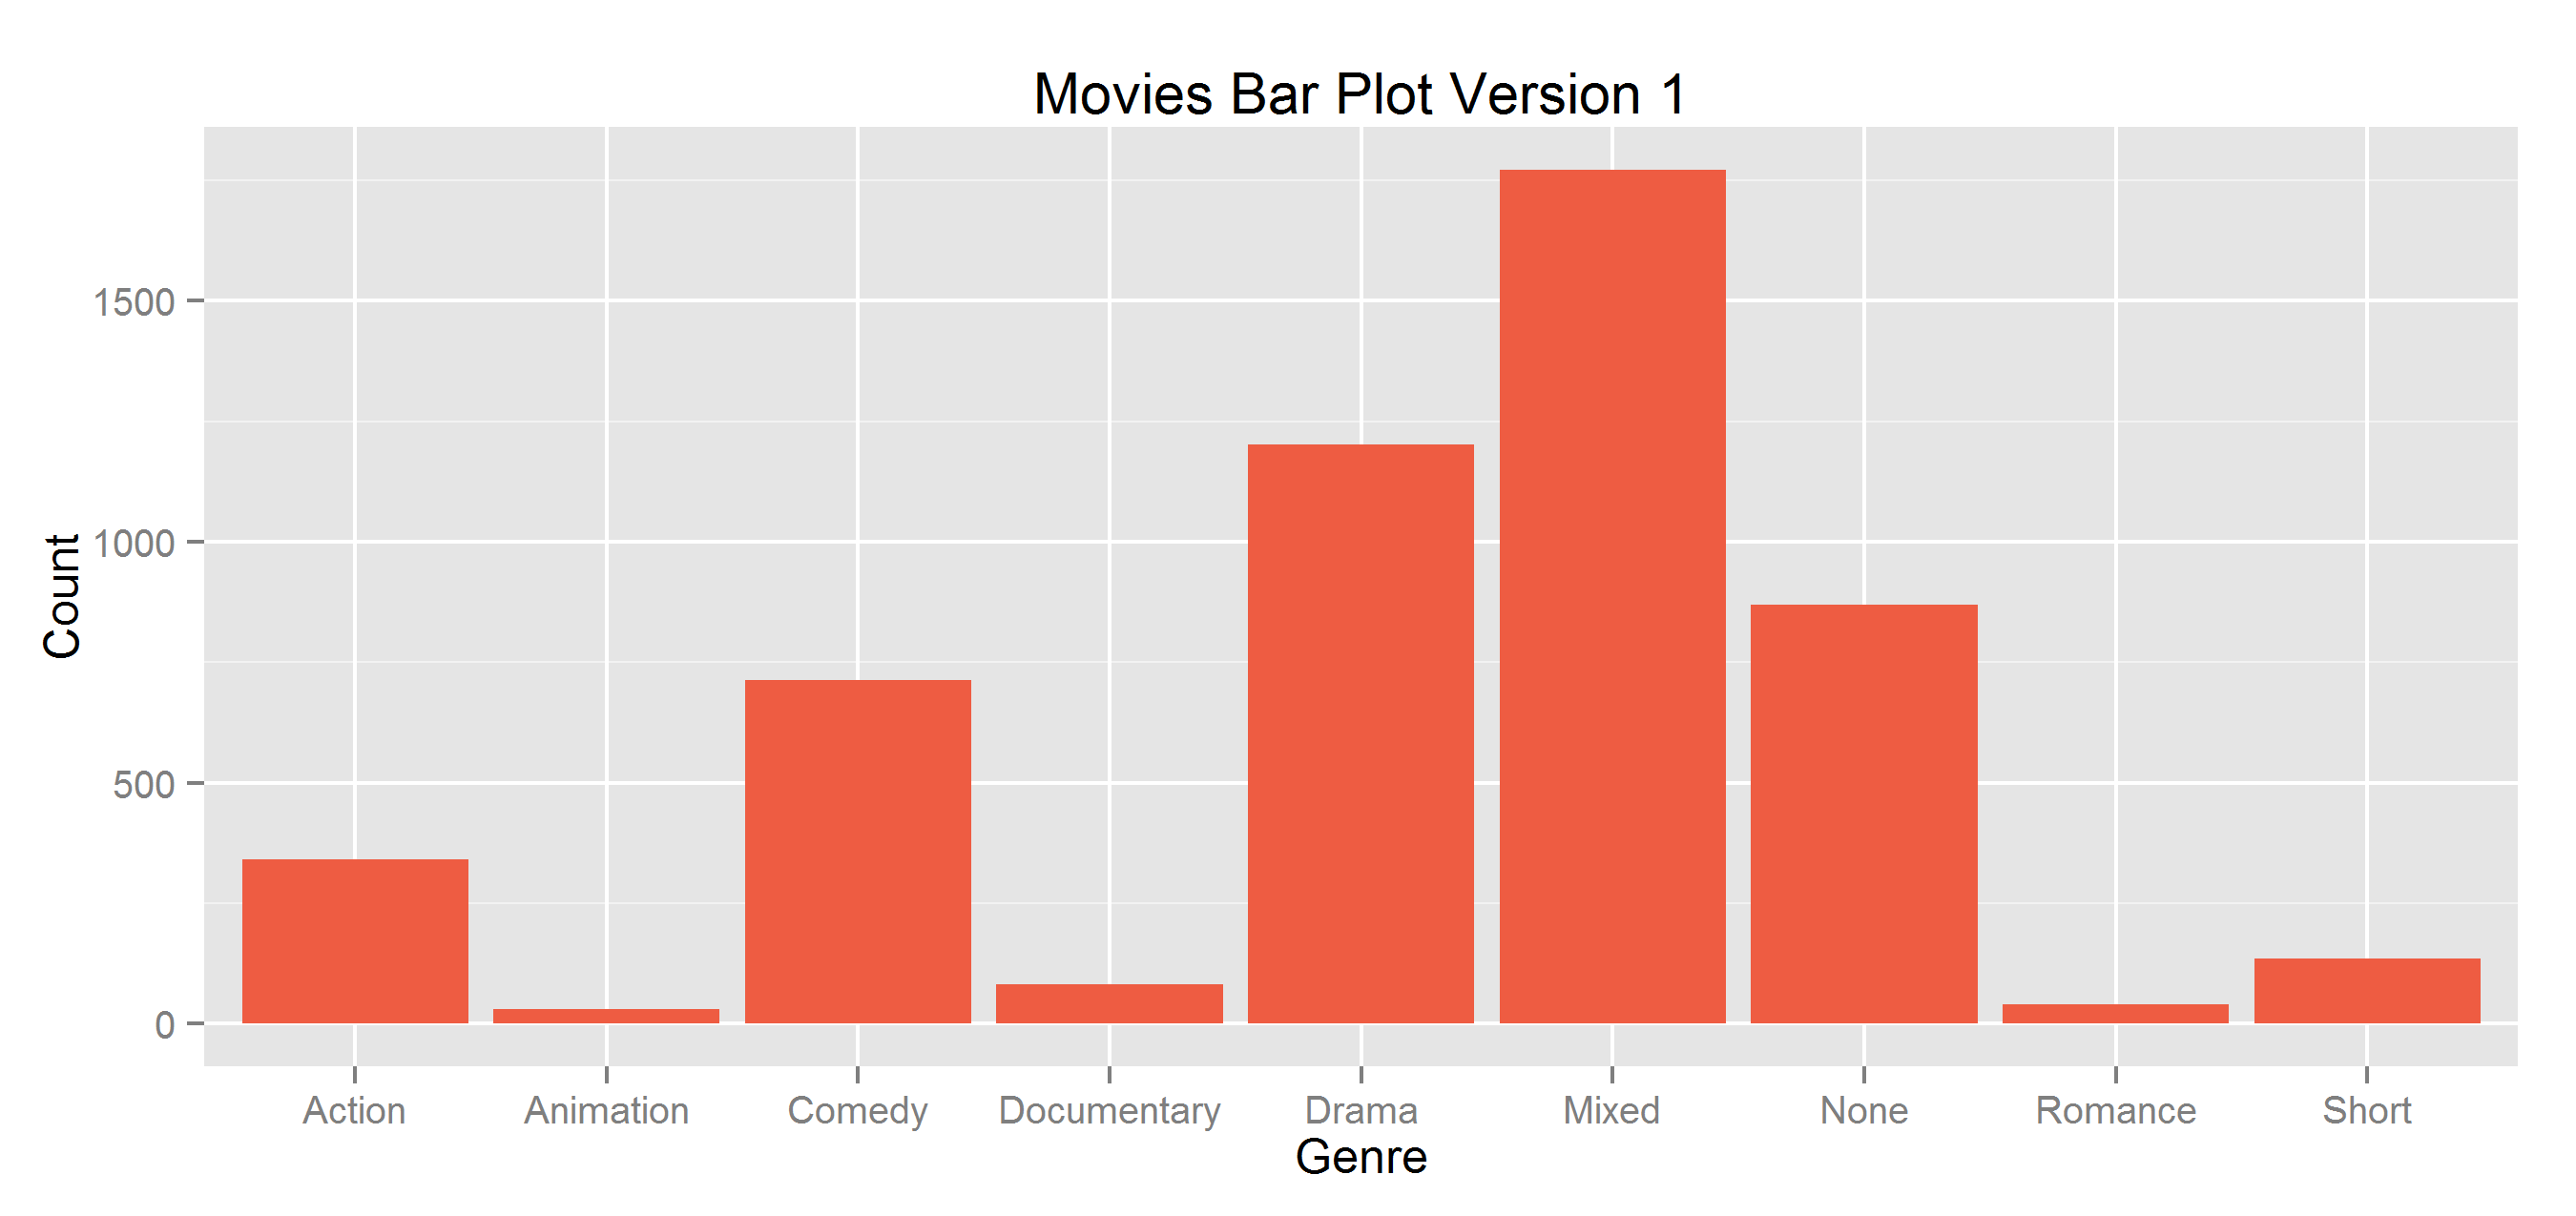 Movies Bar Plot Version 1
Count
1500
1000
500
0
Action Animation Comedy Documentary Drama Mixed None Romance Short
Genre